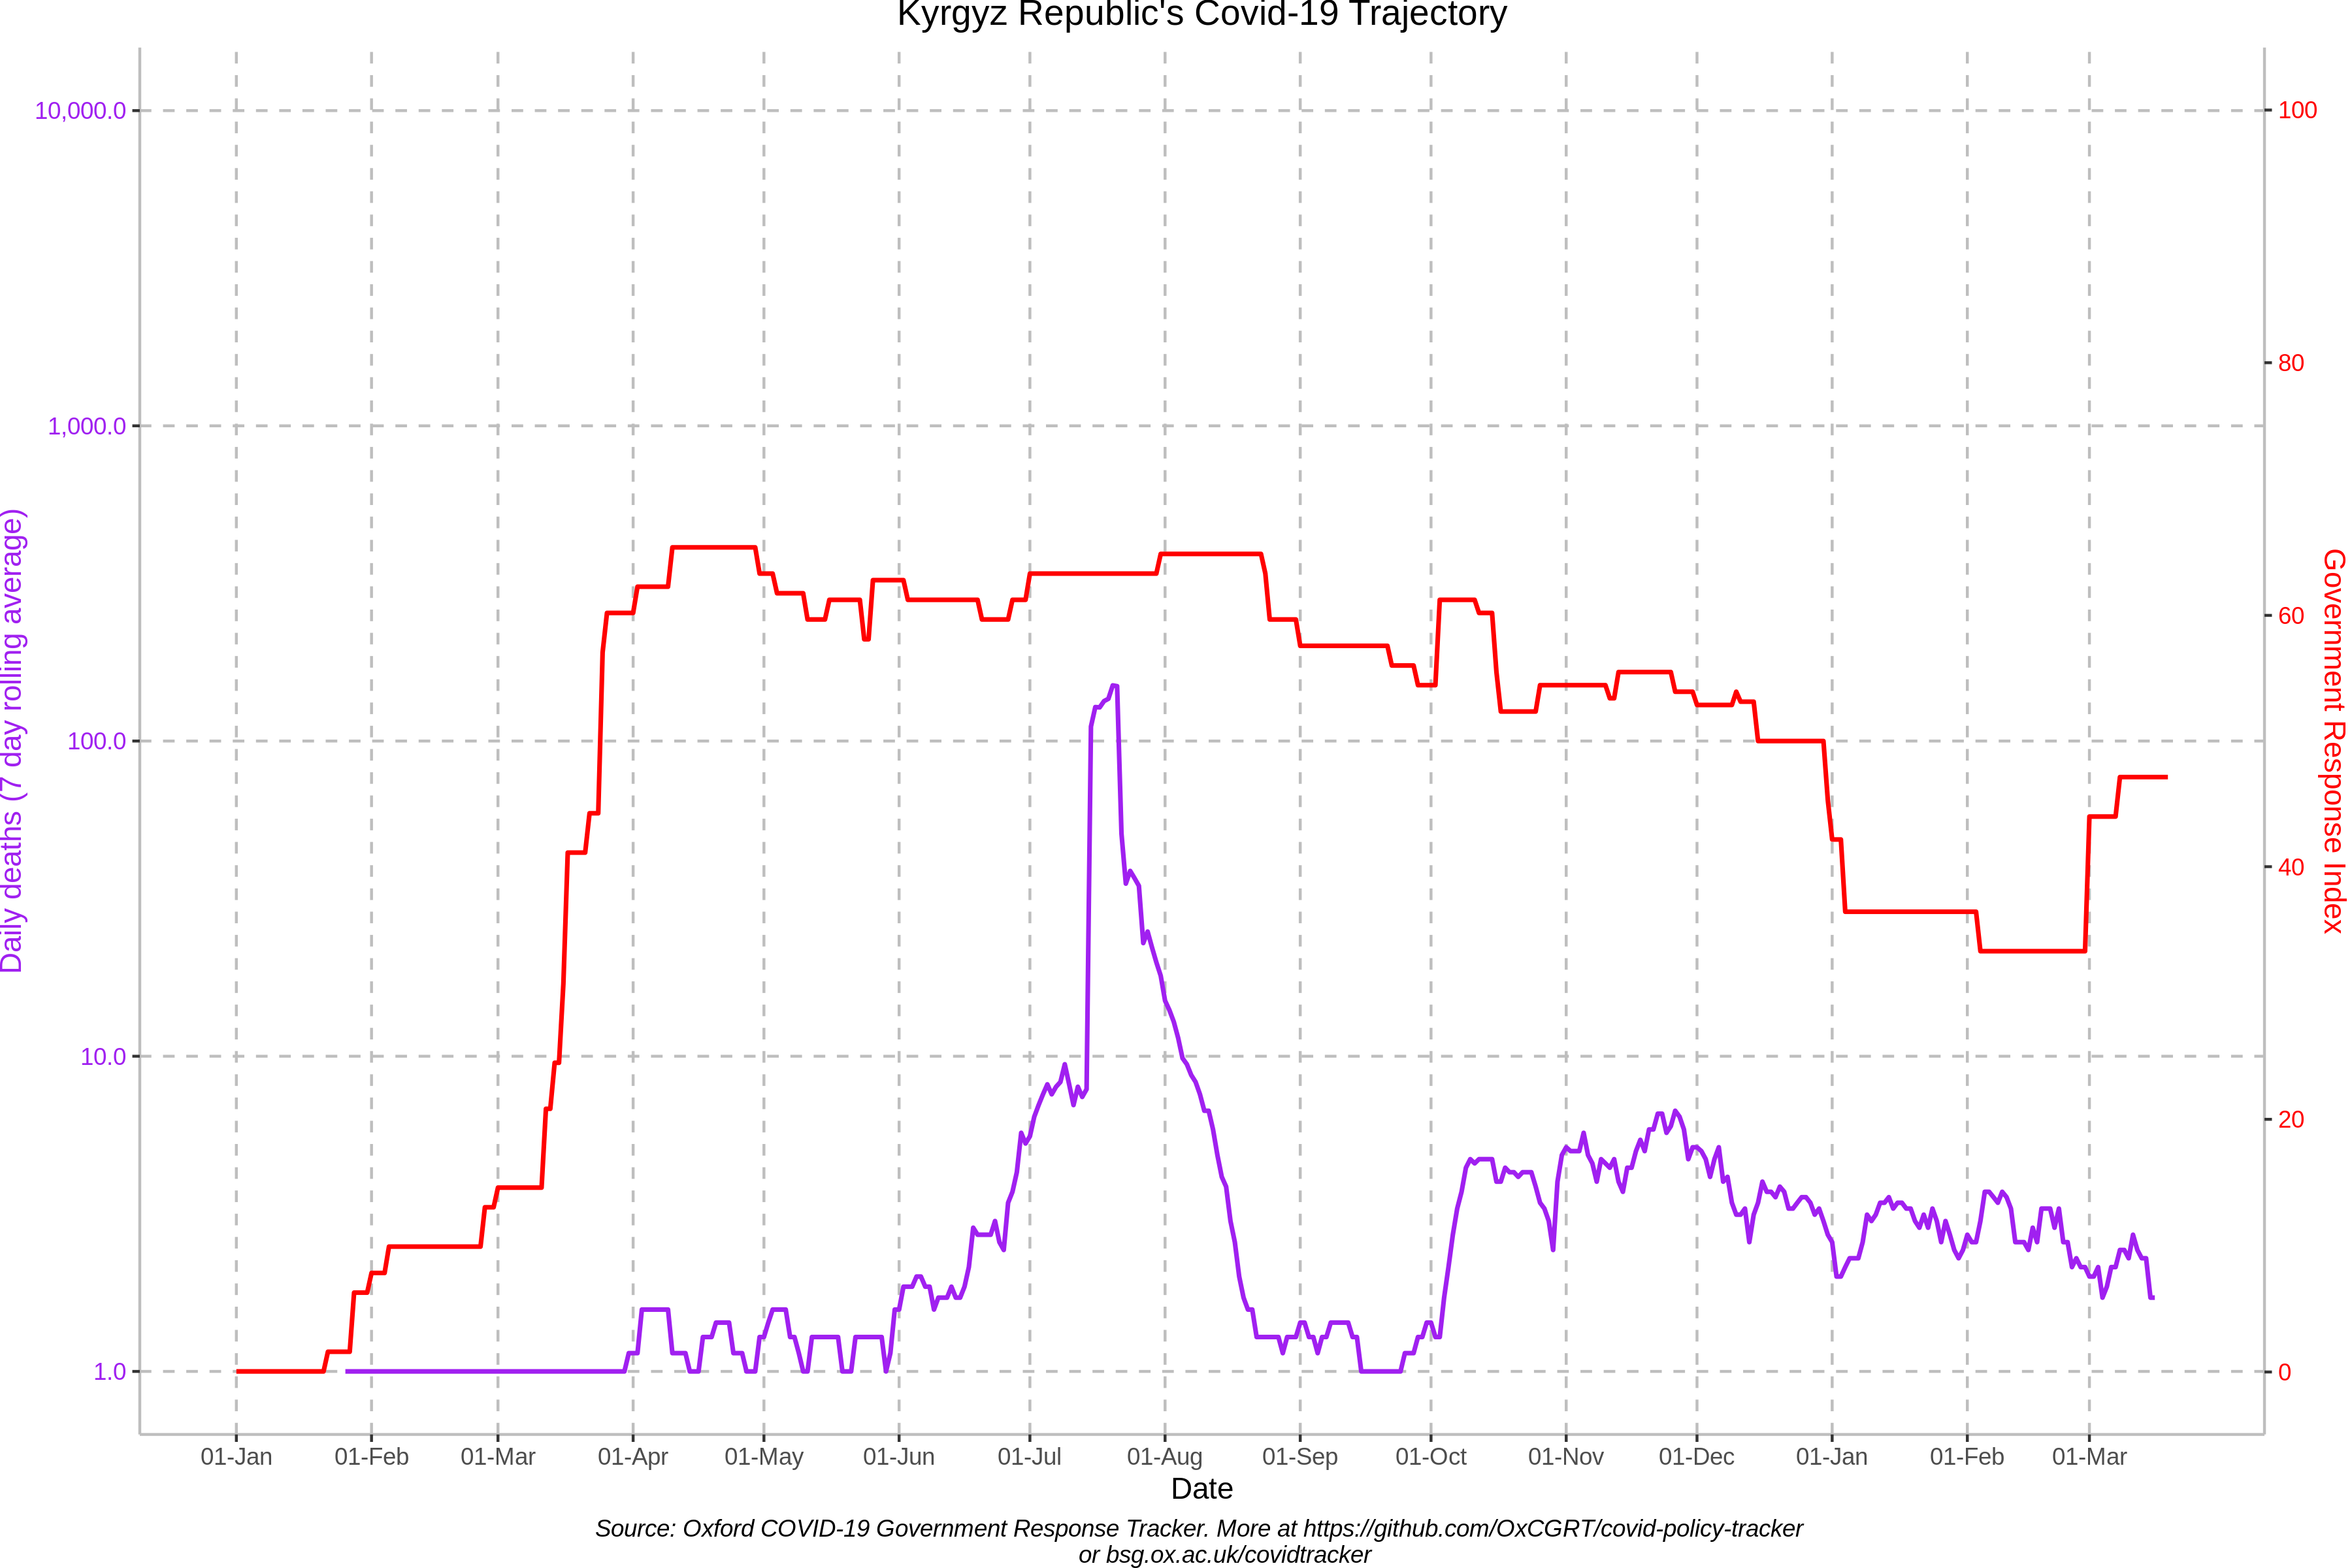 Kyrgyz Republic's Covid-19 Trajectory
10,000.0
1,000.0
100.0
10.0
1.0
Daily deaths (7 day rolling average)
100
80
60
40
20
0
Government Response Index
01-Jan 01-Feb 01-Mar 01-Apr 01-May 01-Jun 01-Jul 01-Aug 01-Sep 01-Oct 01-Nov 01-Dec 01-Jan 01-Feb 01-Mar
Date
Source: Oxford COVID-19 Government Response Tracker. More at https://github.com/OxCGRT/covid-policy-tracker
or bsg.ox.ac.uk/covidtracker